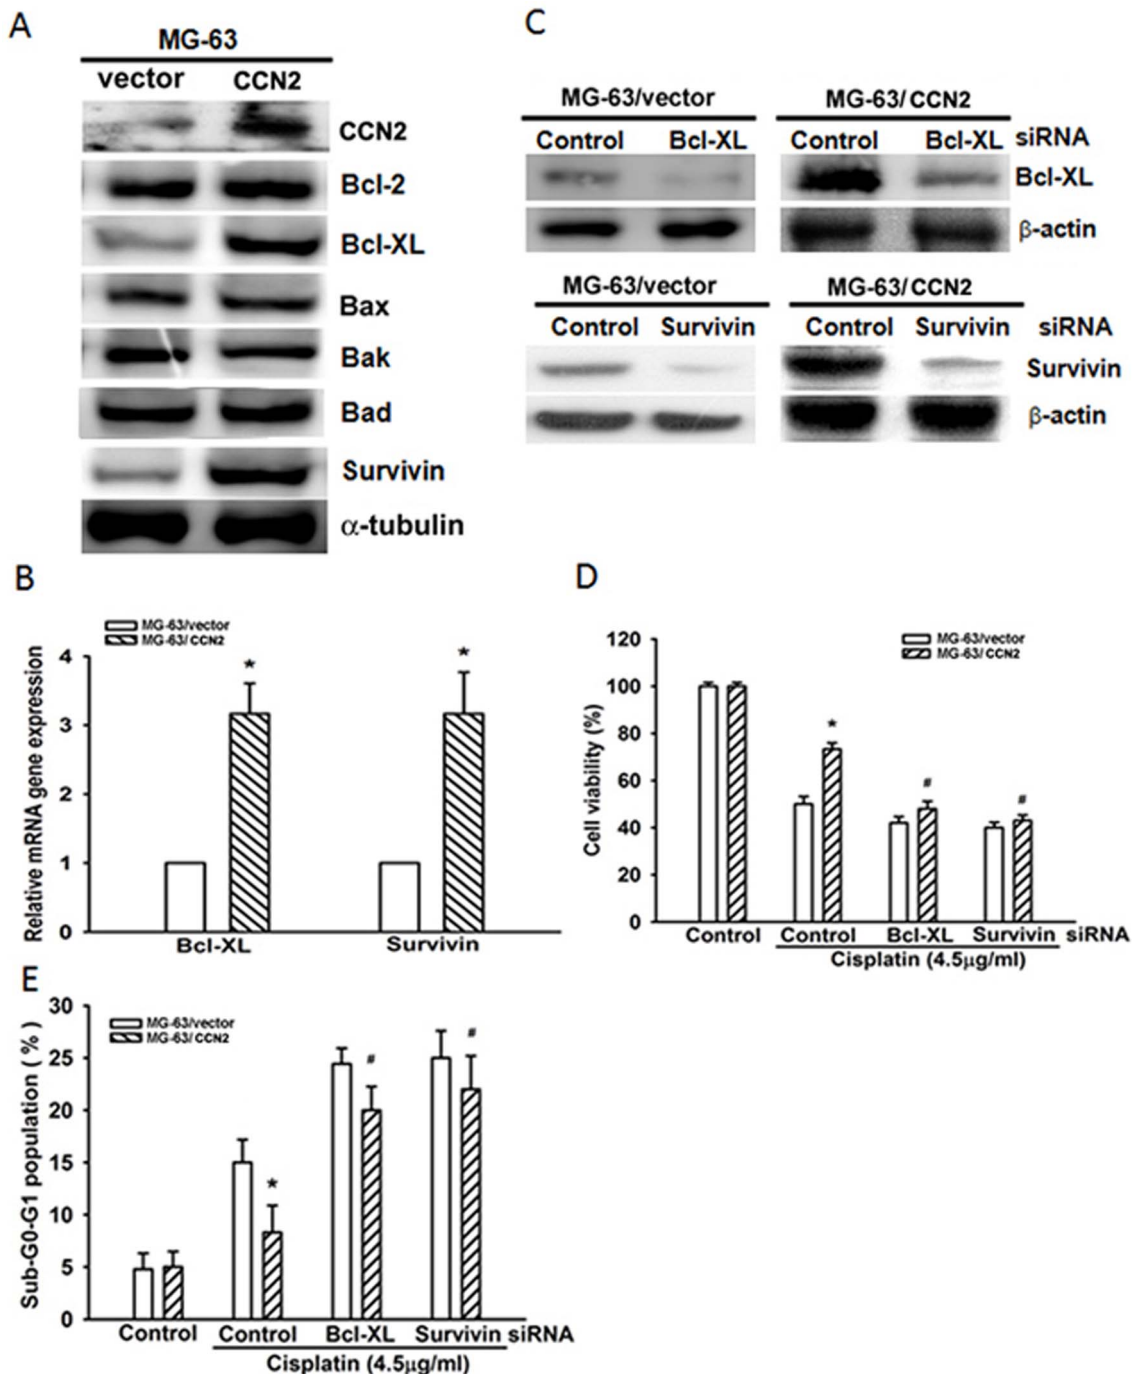 A
MG-63
vector CCN2
CCN2
Bcl-2
Bcl-XL
Bax
Bak
Bad
Survivin
α-tubulin
C
MG-63/vector MG-63/ CCN2
Control Bcl-XL Control Bcl-XL siRNA
Bcl-XL
β-actin
MG-63/vector MG-63/CCN2
Control Survivin Control Survivin siRNA
Survivin
β-actin
B
MG-63/vector
MG-63/ CCN2
Relative mRNA gene expression
4
3
2
1
0
* *
Bcl-XL Survivin
D
MG-63/vector
MG-63/ CCN2
Cell viability (%)
120
100
80
60
40
20
0
* # #
Control Control Bcl-XL Survivin siRNA
Cisplatin (4.5μg/ml)
E
MG-63/vector
MG-63/ CCN2
Sub-G0-G1 population ( % )
30
25
20
15
10
5
0
* # #
Control Control Bcl-XL Survivin siRNA
Cisplatin (4.5μg/ml)